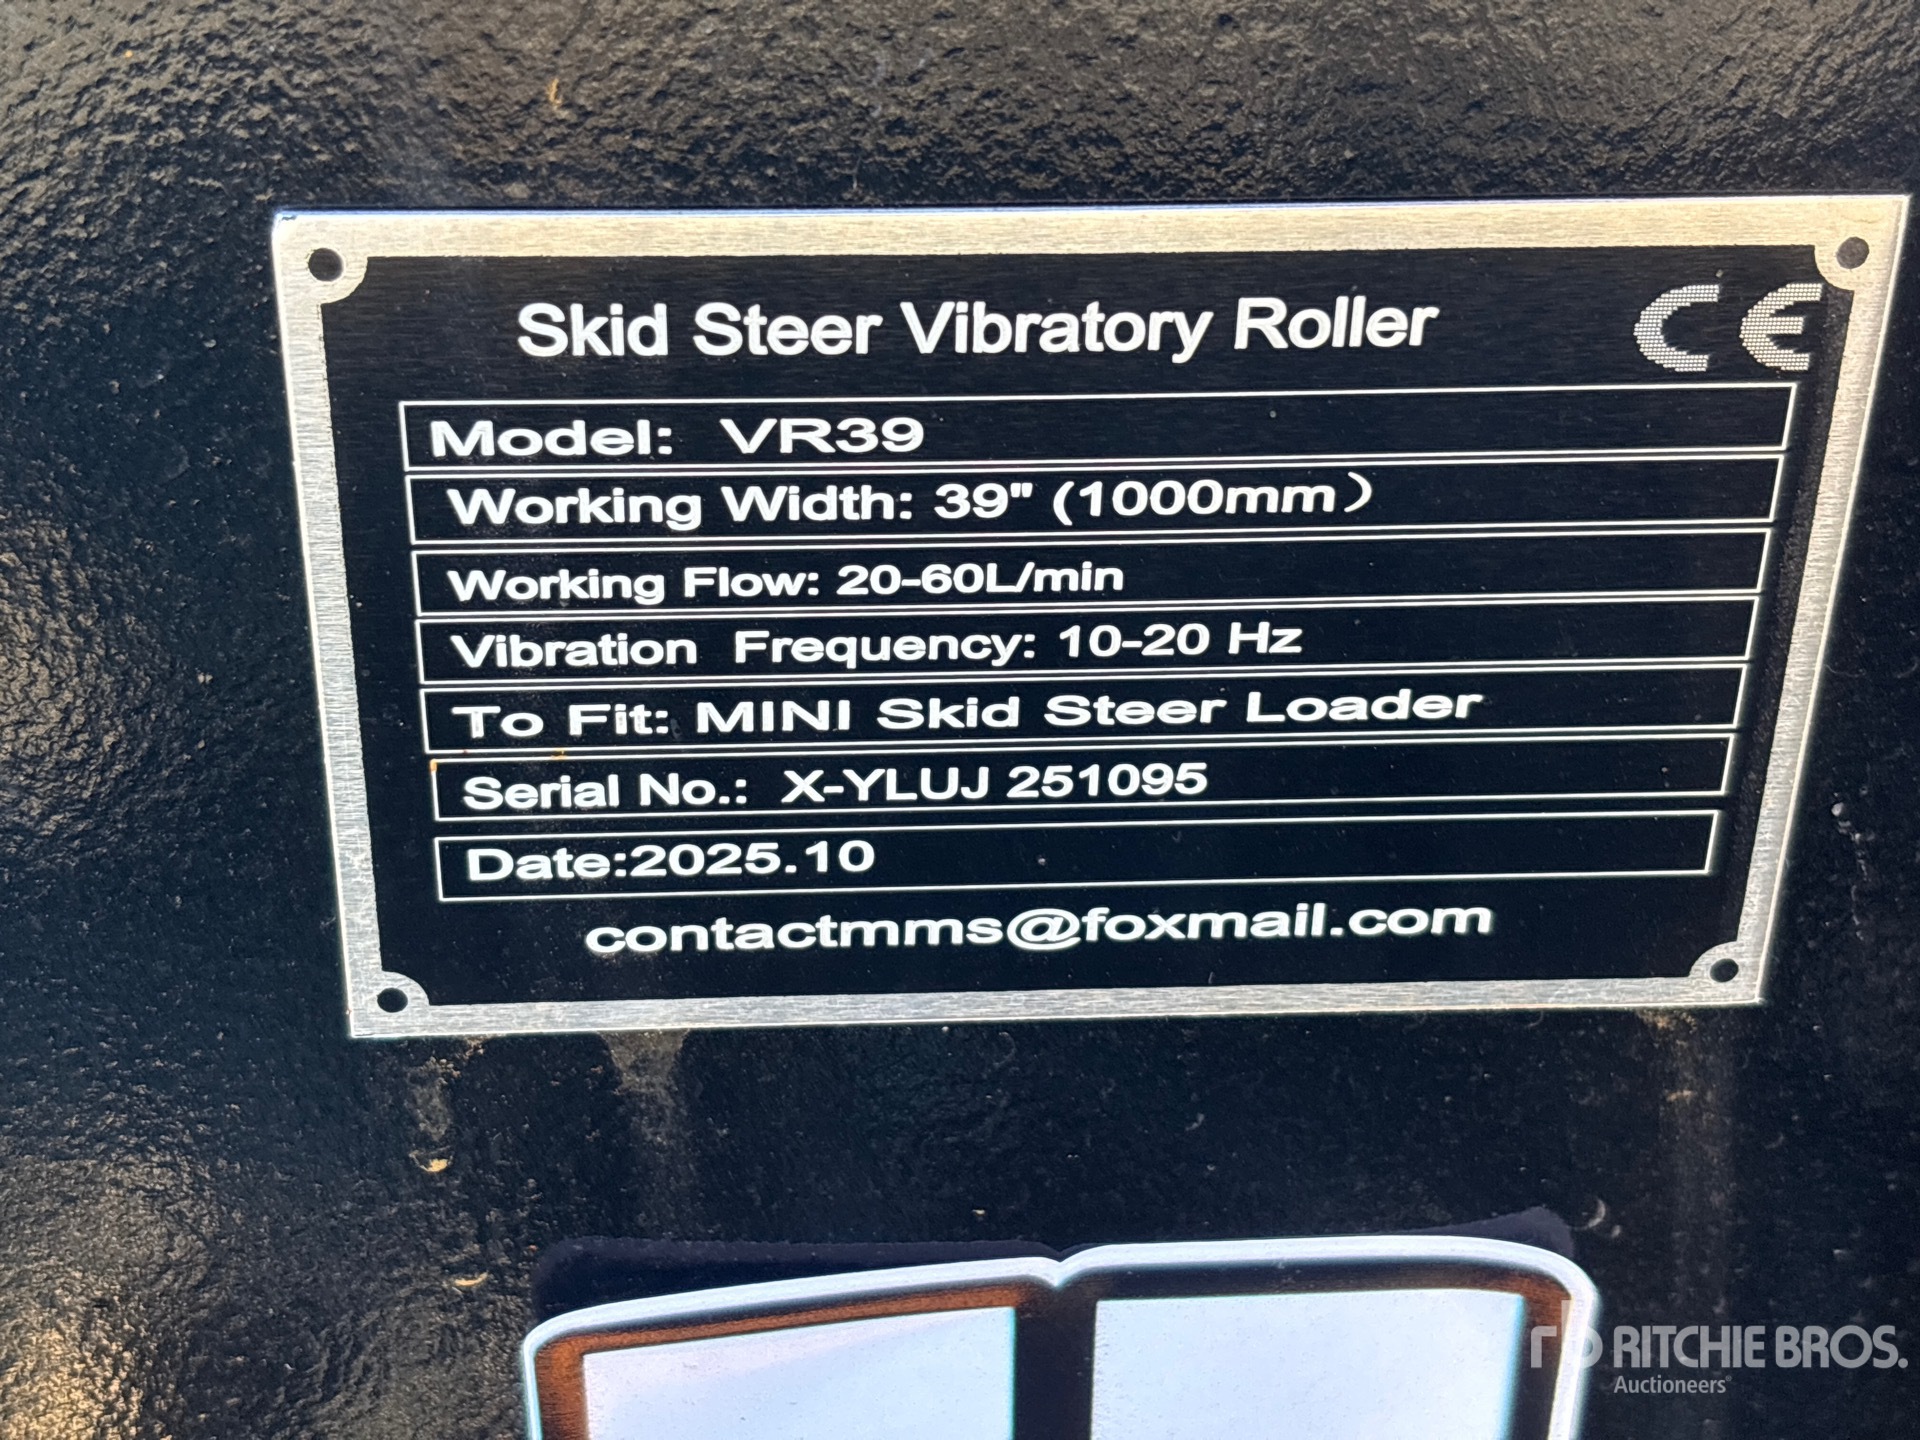 Skid Steer Vibratory Roller CE
Model: VR39
Working Width: 39" (1000mm）
Working Flow: 20-60L/min
Vibration Frequency: 10-20 Hz
To Fit: MINI Skid Steer Loader
Serial No.: X-YLUJ 251095
Date:2025.10
contactmms@foxmail.com
rb RITCHIE BROS.
Auctioneers